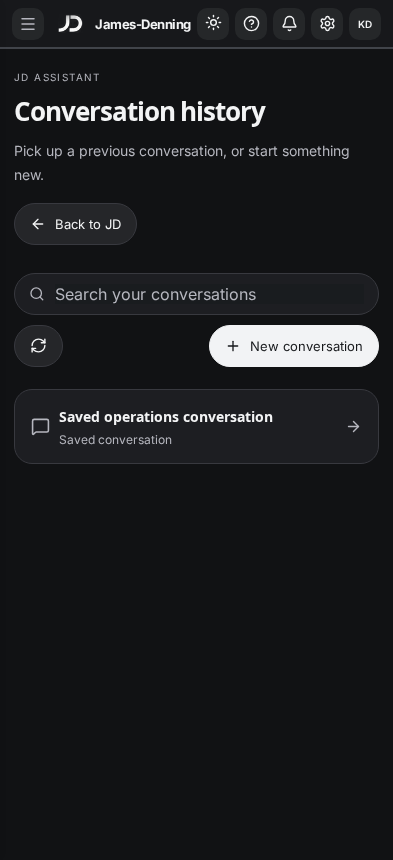 JD James-Denning KD
JD ASSISTANT
Conversation history
Pick up a previous conversation, or start something
new.
Back to JD
Search your conversations
New conversation
Saved operations conversation
Saved conversation